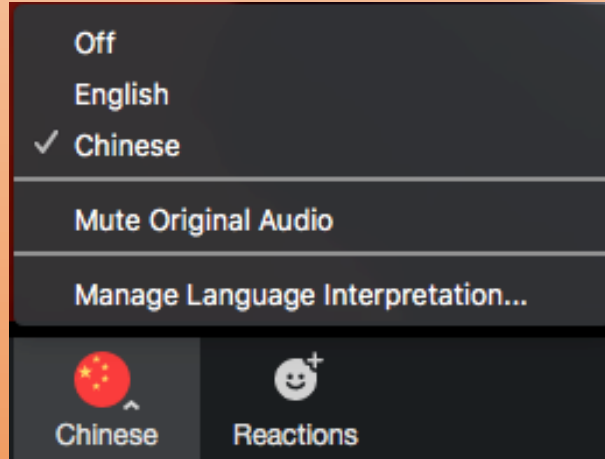 Off
English
Chinese
Mute Original Audio
Manage Language Interpretation...
Chinese
Reactions